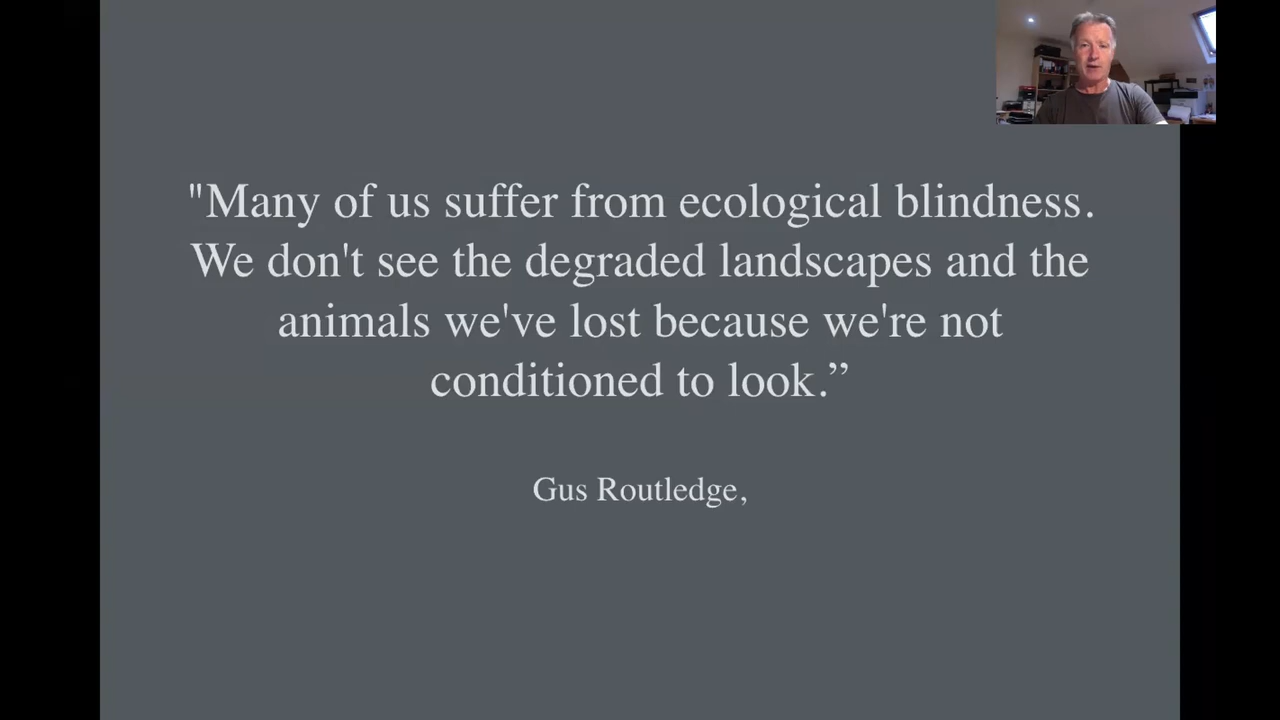 "Many of us suffer from ecological blindness.
We don't see the degraded landscapes and the
animals we've lost because we're not
conditioned to look.”
Gus Routledge,